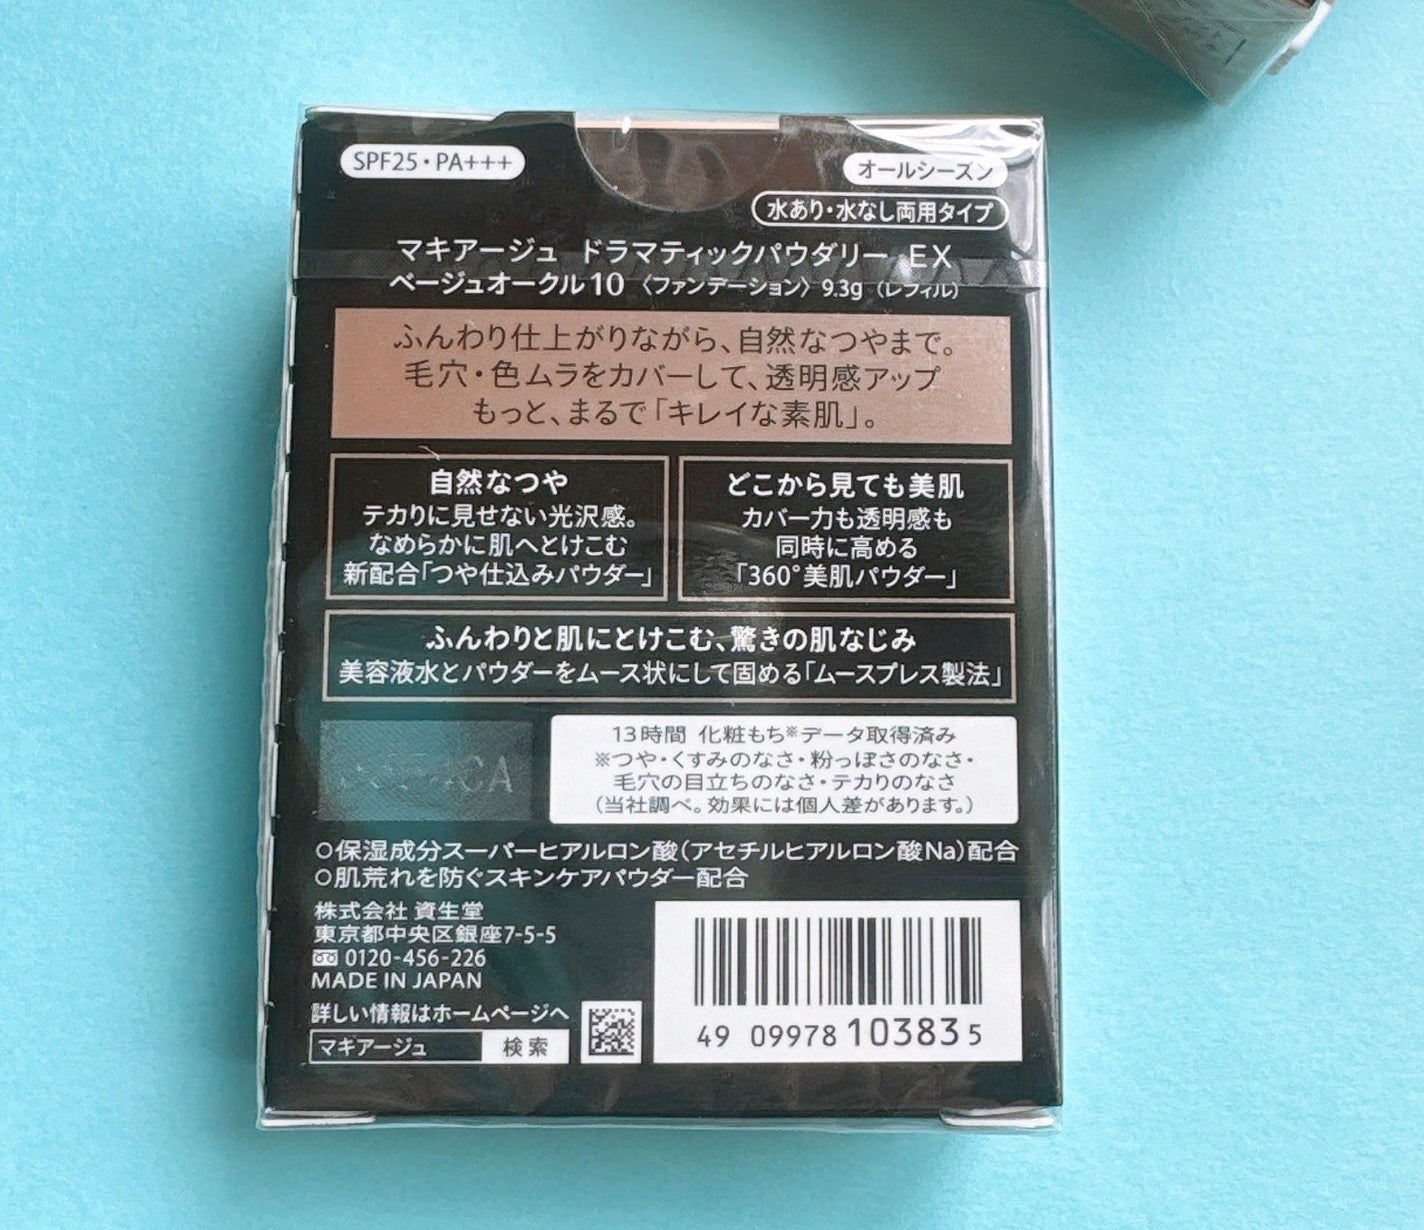 SPF25・PA+++
オールシーズン
水あり・水なし両用タイプ
マキアージュ ドラマティックパウダリー EX
ベージュオークル10 〈ファンデーション〉 9.3g (レフィル)
ふんわり仕上がりながら、自然なつやまで。
毛穴・色ムラをカバーして、透明感アップ
もっと、まるで「キレイな素肌」。
自然なつや
テカりに見せない光沢感。
なめらかに肌へとけこむ
新配合「つや仕込みパウダー」
どこから見ても美肌
カバー力も透明感も
同時に高める
「360°美肌パウダー」
ふんわりと肌にとけこむ、驚きの肌なじみ
美容液水とパウダーをムース状にして固める「ムースプレス製法」
13時間 化粧もち※データ取得済み
※つや・くすみのなさ・粉っぽさのなさ・
毛穴の目立ちのなさ・テカりのなさ
(当社調べ。効果には個人差があります。)
○保湿成分スーパーヒアルロン酸(アセチルヒアルロン酸Na)配合
○肌荒れを防ぐスキンケアパウダー配合
株式会社 資生堂
東京都中央区銀座7-5-5
0120-456-226
MADE IN JAPAN
詳しい情報はホームページへ
マキアージュ 検索
49 09978 103835